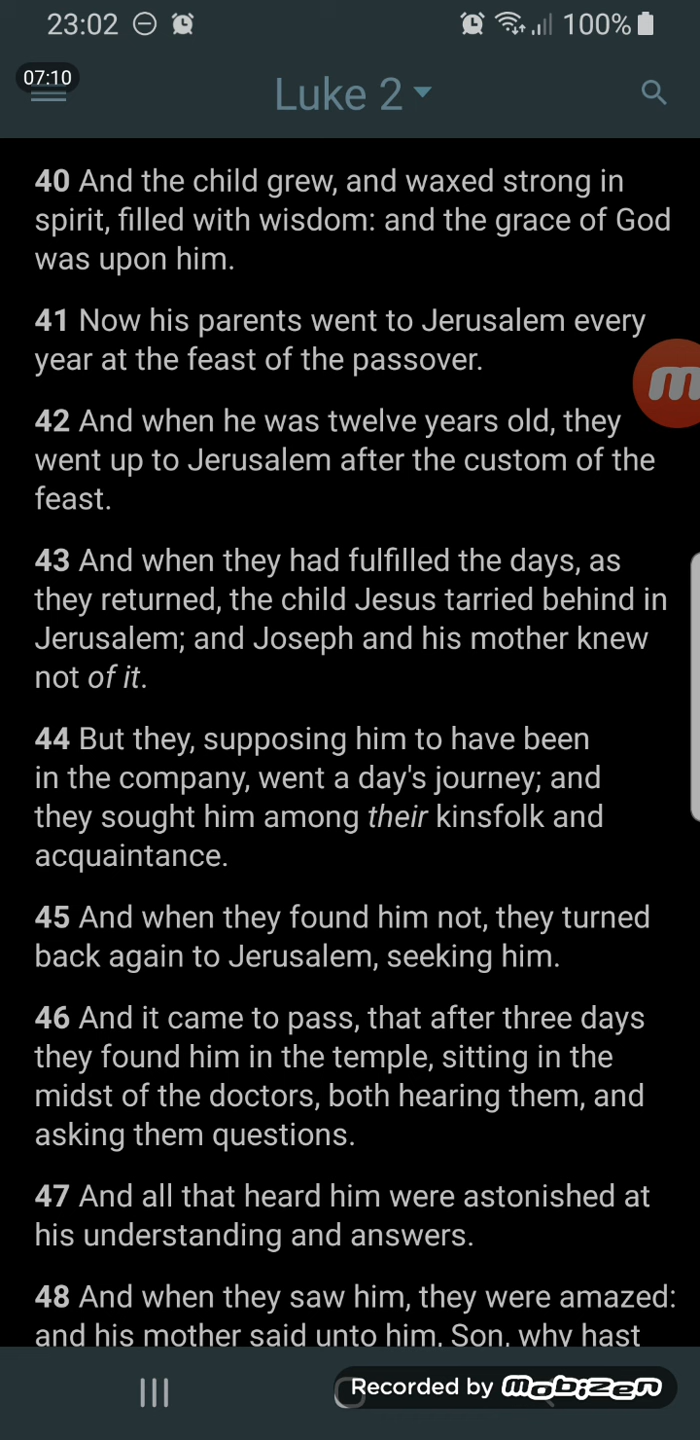 23:02 100%
07:10
Luke 2
40 And the child grew, and waxed strong in
spirit, filled with wisdom: and the grace of God
was upon him.
41 Now his parents went to Jerusalem every
year at the feast of the passover.
m
42 And when he was twelve years old, they
went up to Jerusalem after the custom of the
feast.
43 And when they had fulfilled the days, as
they returned, the child Jesus tarried behind in
Jerusalem; and Joseph and his mother knew
not of it.
44 But they, supposing him to have been
in the company, went a day's journey; and
they sought him among their kinsfolk and
acquaintance.
45 And when they found him not, they turned
back again to Jerusalem, seeking him.
46 And it came to pass, that after three days
they found him in the temple, sitting in the
midst of the doctors, both hearing them, and
asking them questions.
47 And all that heard him were astonished at
his understanding and answers.
48 And when they saw him, they were amazed:
and his mother said unto him, Son, why hast
Recorded by mobizen